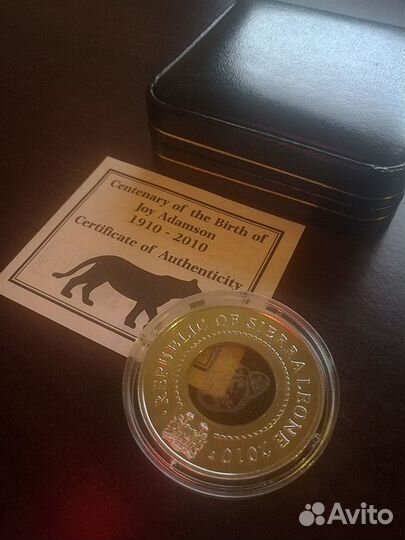 Centenary of the Birth of
Joy Adamson
1910 - 2010
Certificate of Authenticity
· REPUBLIC OF SIERRA LEONE ·
2010
Avito